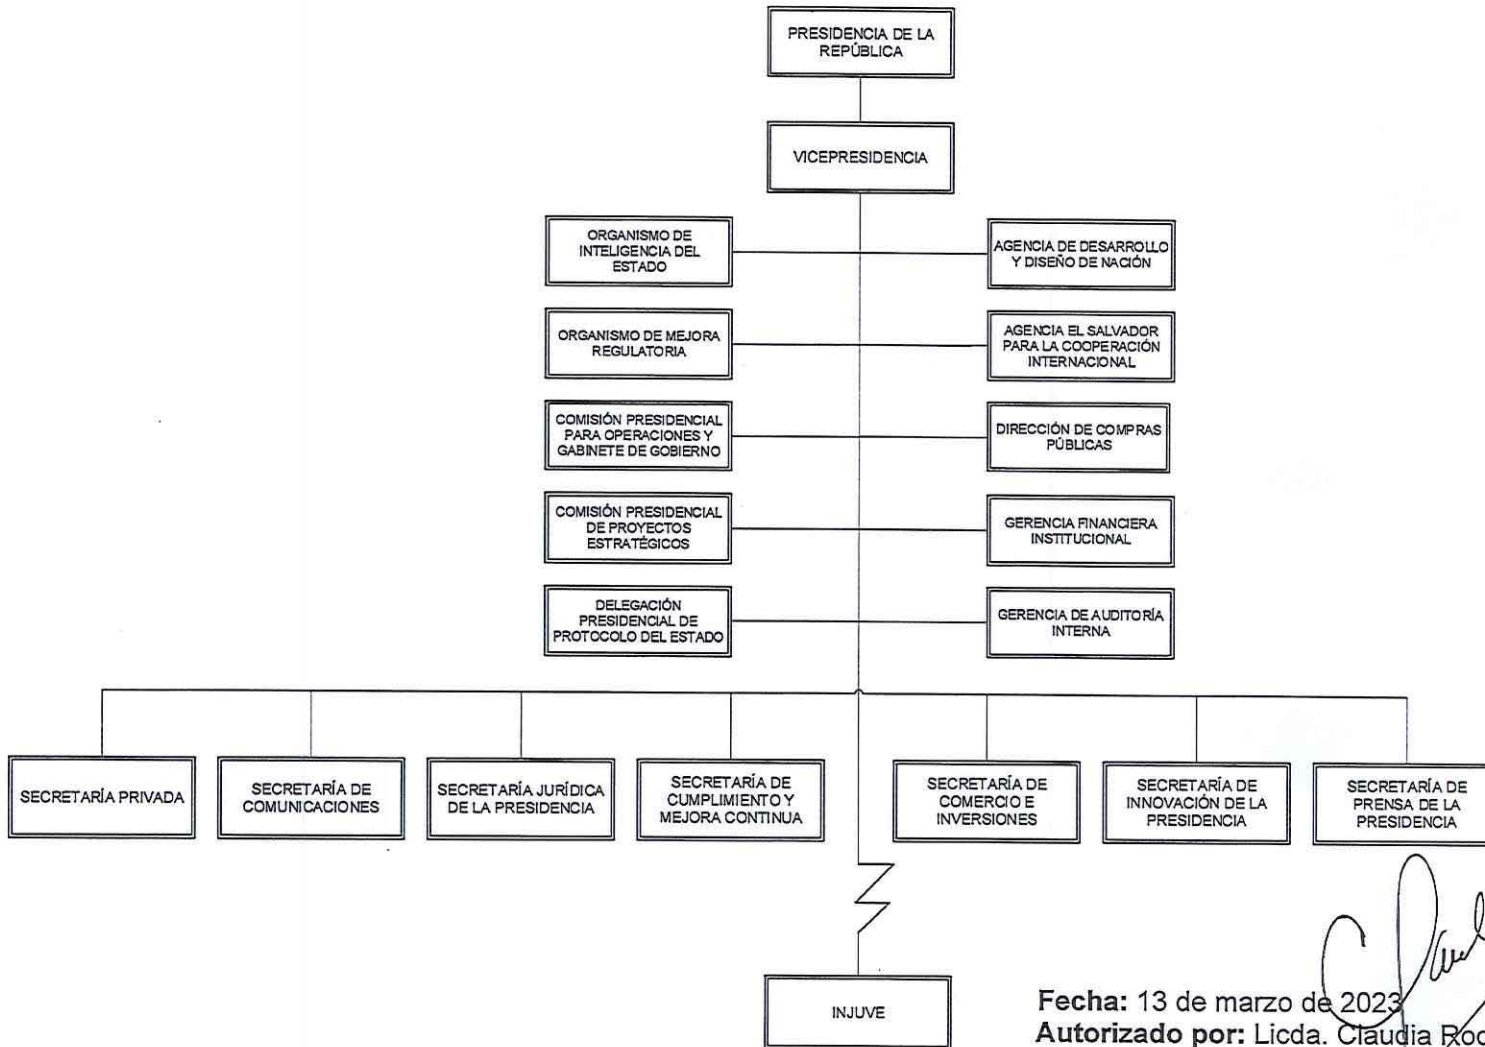 PRESIDENCIA DE LA
REPÚBLICA
VICEPRESIDENCIA
ORGANISMO DE
INTELIGENCIA DEL
ESTADO
AGENCIA DE DESARROLLO
Y DISEÑO DE NACIÓN
ORGANISMO DE MEJORA
REGULATORIA
AGENCIA EL SALVADOR
PARA LA COOPERACIÓN
INTERNACIONAL
COMISIÓN PRESIDENCIAL
PARA OPERACIONES Y
GABINETE DE GOBIERNO
DIRECCIÓN DE COMPRAS
PÚBLICAS
COMISIÓN PRESIDENCIAL
DE PROYECTOS
ESTRATÉGICOS
GERENCIA FINANCIERA
INSTITUCIONAL
DELEGACIÓN
PRESIDENCIAL DE
PROTOCOLO DEL ESTADO
GERENCIA DE AUDITORÍA
INTERNA
SECRETARÍA PRIVADA
SECRETARÍA DE
COMUNICACIONES
SECRETARÍA JURÍDICA
DE LA PRESIDENCIA
SECRETARÍA DE
CUMPLIMIENTO Y
MEJORA CONTINUA
SECRETARÍA DE
COMERCIO E
INVERSIONES
SECRETARÍA DE
INNOVACIÓN DE LA
PRESIDENCIA
SECRETARÍA DE
PRENSA DE LA
PRESIDENCIA
INJUVE
Fecha: 13 de marzo de 2023
Autorizado por: Licda. Claudia